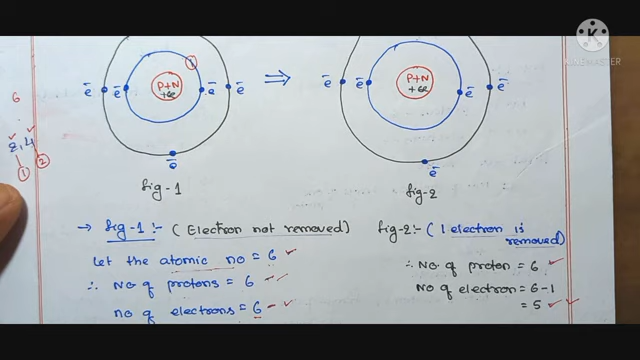 KINEMASTER
6
①
P+N
+6e
ē ē ē ē
ē
⇒
P+N
+6e
ē ē ē
ē
2,4
① ②
fig-1
fig-2
→ fig-1:- (Electron not removed)
Let the atomic no = 6
∴ No of protons = 6
no of electrons = 6
fig-2:- (1 electron is
removed)
∴ No of proton = 6
No of electron = 6-1
= 5